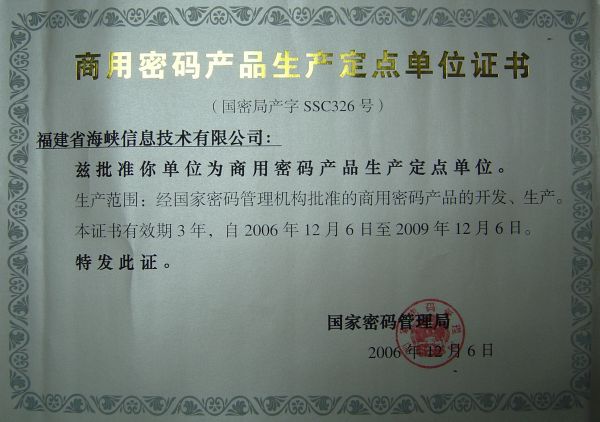 商用密码产品生产定点单位证书
（国密局产字 SSC326 号）
福建省海峡信息技术有限公司：
兹批准你单位为商用密码产品生产定点单位。
生产范围：经国家密码管理机构批准的商用密码产品的开发、生产。
本证书有效期 3 年，自 2006 年 12 月 6 日至 2009 年 12 月 6 日。
特发此证。
国家密码管理局
2006 年 12 月 6 日